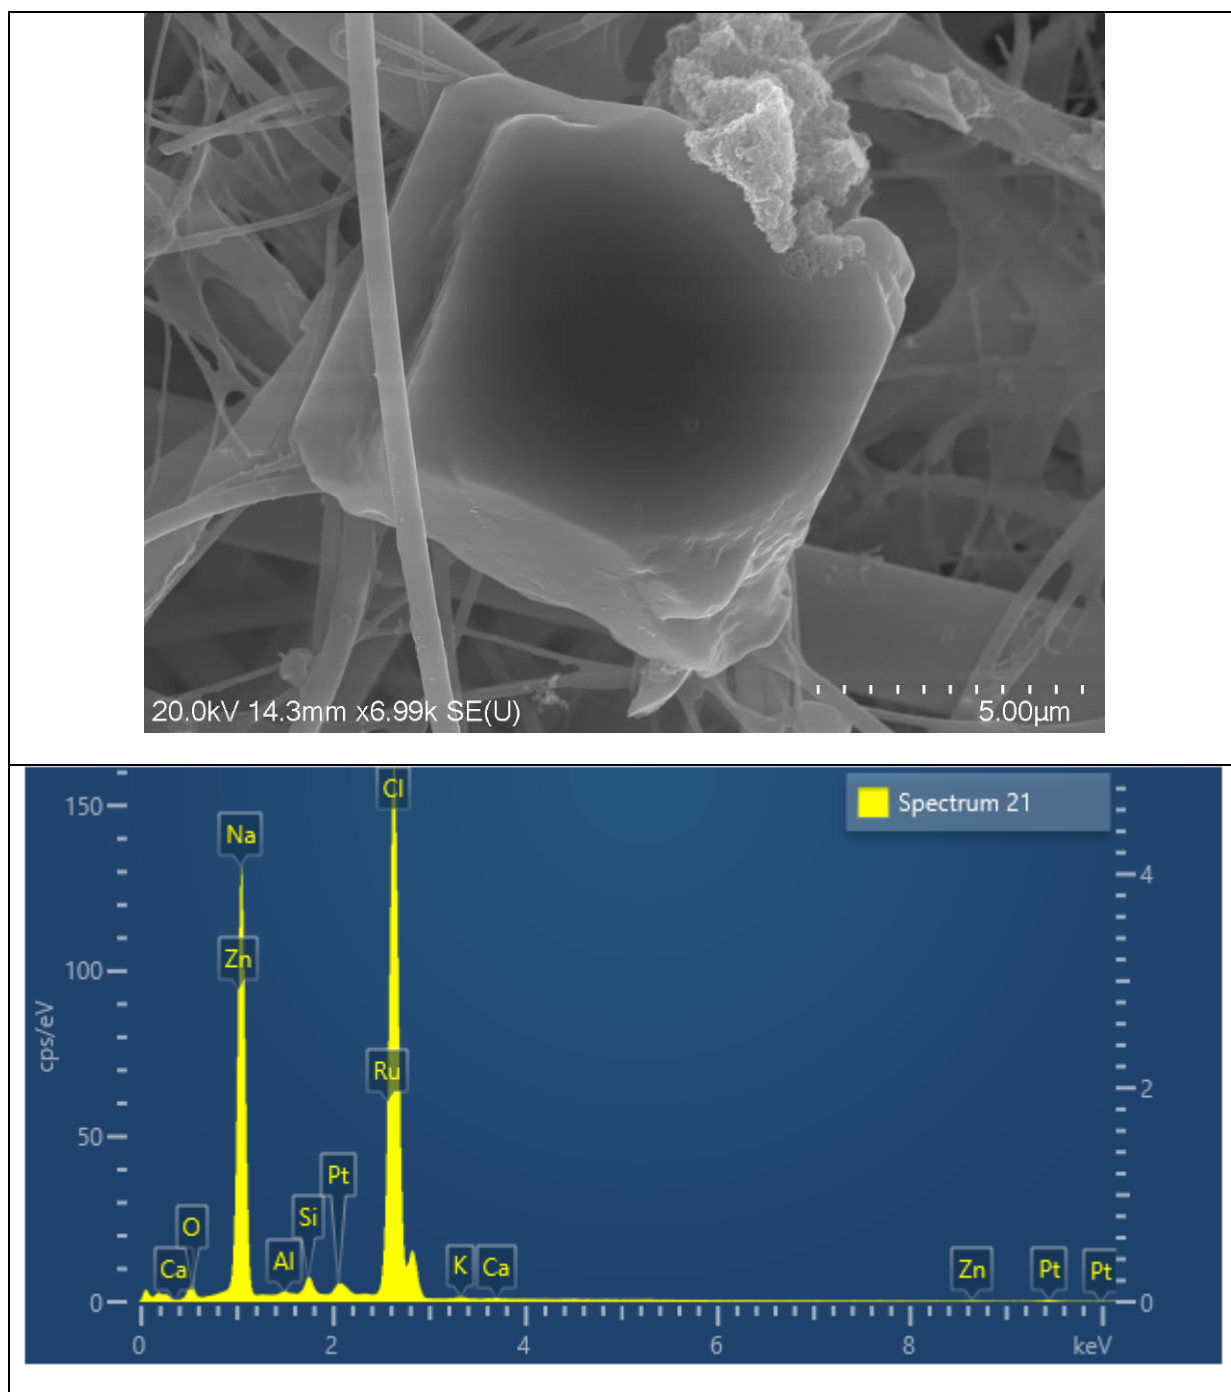 20.0kV 14.3mm x6.99k SE(U)
5.00µm
Spectrum 21
cps/eV
150
100
50
0
4
2
0
Cl
Na
Zn
Ru
Pt
Si
O
Al
Ca
K
Ca
Zn
Pt
Pt
0
2
4
6
8
keV